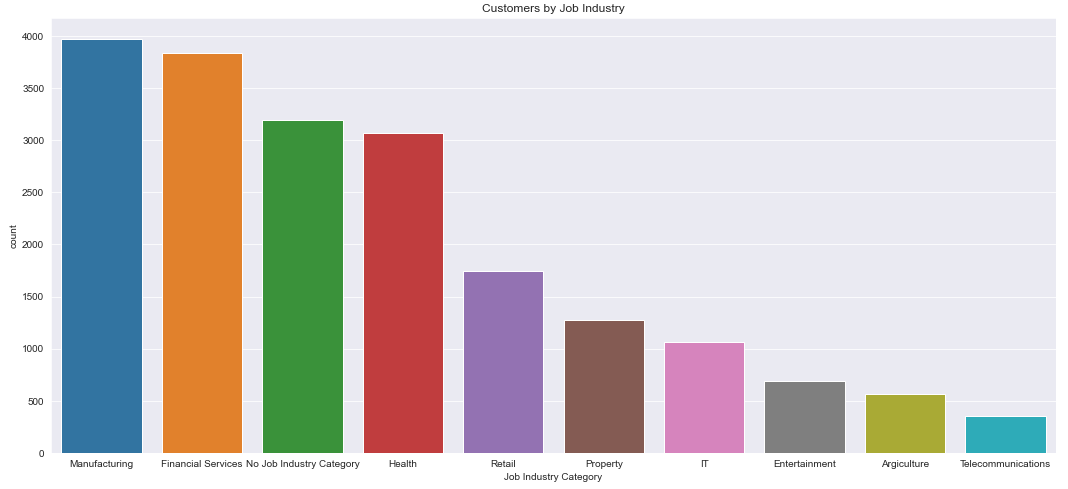 Customers by Job Industry
4000
3500
3000
2500
2000
1500
1000
500
0
count
Manufacturing Financial Services No Job Industry Category Health Retail Property IT Entertainment Argiculture Telecommunications
Job Industry Category